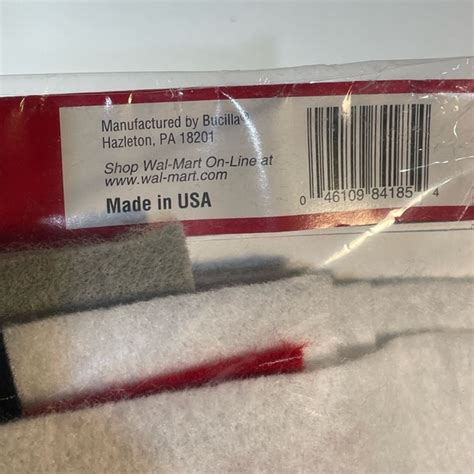 Manufactured by Bucilla®
Hazleton, PA 18201
Shop Wal-Mart On-Line at
www.wal-mart.com
Made in USA
0 46109 84185 4